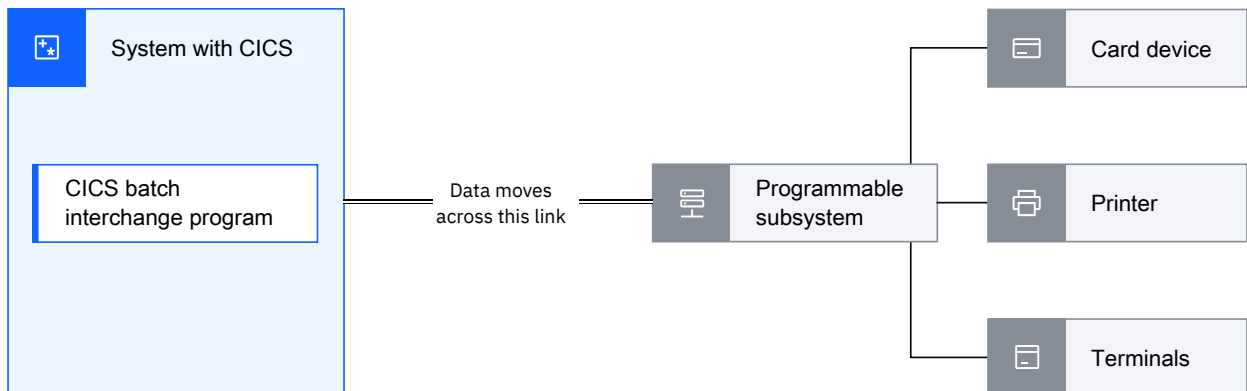 System with CICS
CICS batch
interchange program
Data moves
across this link
Programmable
subsystem
Card device
Printer
Terminals